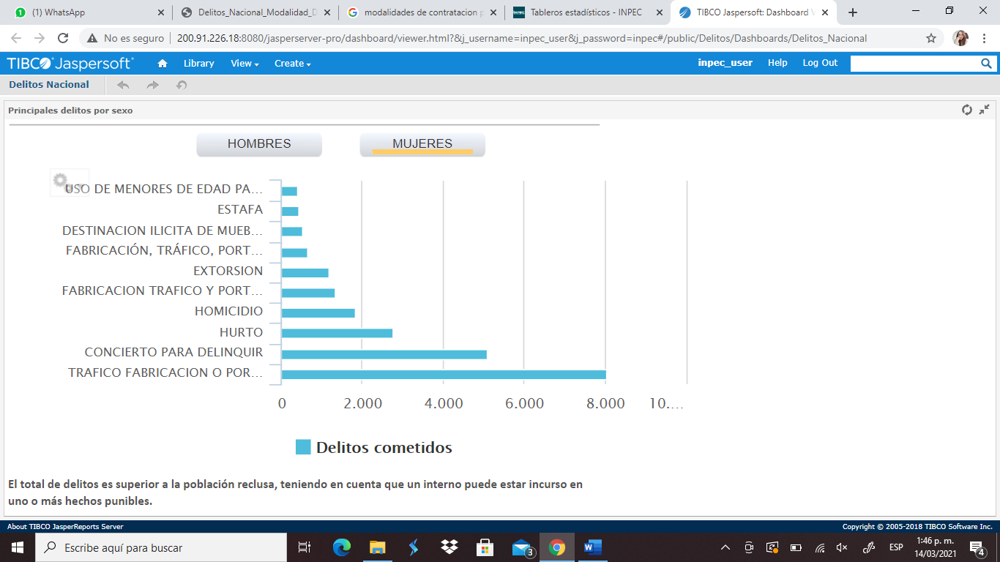 (1) WhatsApp
Delitos_Nacional_Modalidad_D
modalidades de contratacion p
Tableros estadísticos - INPEC
TIBCO Jaspersoft: Dashboard V
No es seguro | 200.91.226.18:8080/jasperserver-pro/dashboard/viewer.html?&j_username=inpec_user&j_password=inpec#/public/Delitos/Dashboards/Delitos_Nacional
TIBCO Jaspersoft
Library
View
Create
inpec_user
Help
Log Out
Delitos Nacional
Principales delitos por sexo
HOMBRES
MUJERES
USO DE MENORES DE EDAD PA...
ESTAFA
DESTINACION ILICITA DE MUEB...
FABRICACIÓN, TRÁFICO, PORT...
EXTORSION
FABRICACION TRAFICO Y PORT...
HOMICIDIO
HURTO
CONCIERTO PARA DELINQUIR
TRAFICO FABRICACION O POR...
0 2.000 4.000 6.000 8.000 10....
Delitos cometidos
El total de delitos es superior a la población reclusa, teniendo en cuenta que un interno puede estar incurso en
uno o más hechos punibles.
About TIBCO JasperReports Server
Copyright © 2005-2018 TIBCO Software Inc.
Escribe aquí para buscar
3
ESP
1:46 p. m.
14/03/2021
4